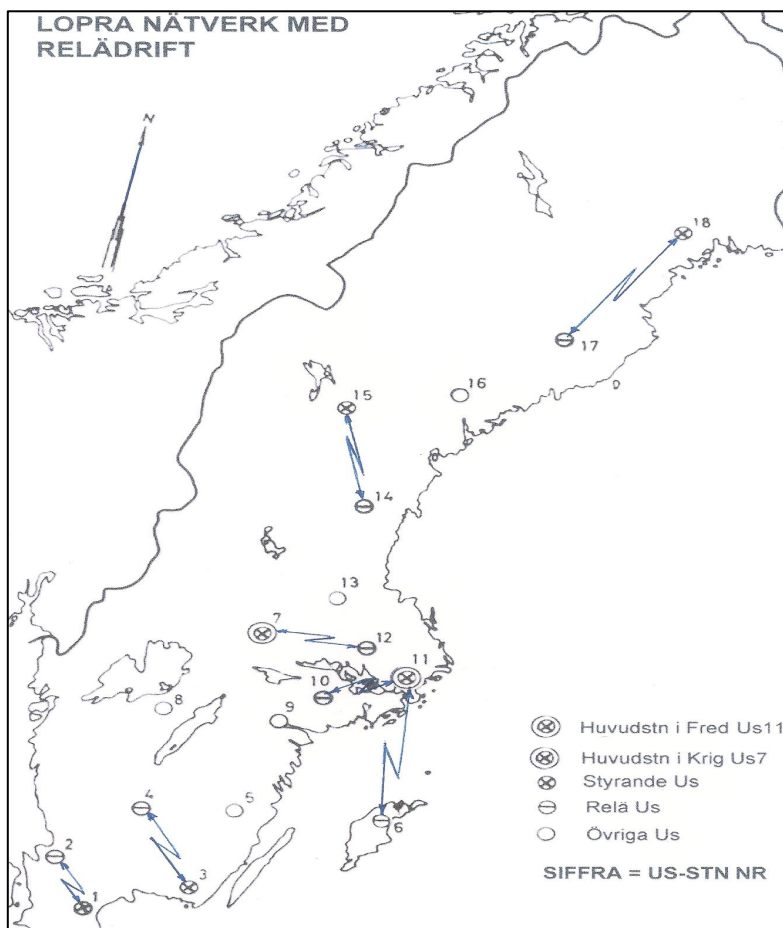 LOPRA NÄTVERK MED
RELÄDRIFT
N
18
17
16
15
14
13
7
12
11
10
8
9
4
5
6
2
3
1
Huvudstn i Fred Us11
Huvudstn i Krig Us7
Styrande Us
Relä Us
Övriga Us
SIFFRA = US-STN NR